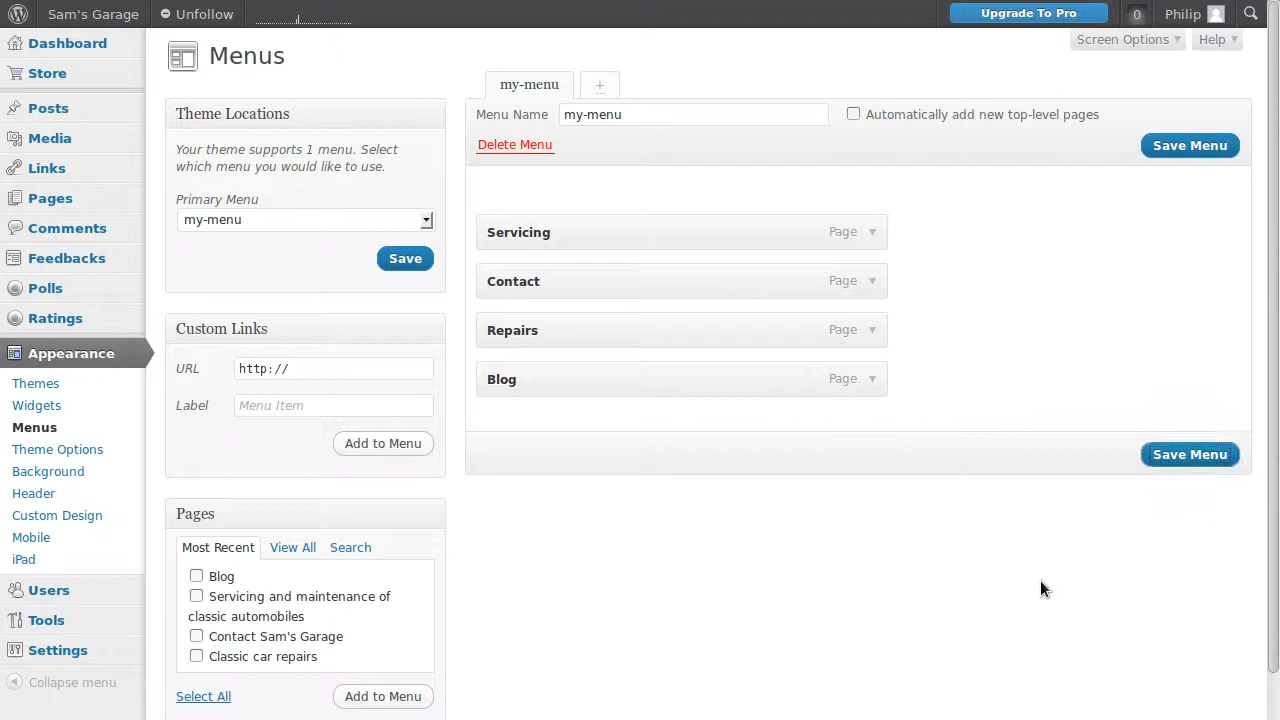 Sam's Garage
Unfollow
Upgrade To Pro
0
Philip
Screen Options
Help
Menus
Dashboard
Store
Posts
Media
Links
Pages
Comments
Feedbacks
Polls
Ratings
Appearance
Themes
Widgets
Menus
Theme Options
Background
Header
Custom Design
Mobile
iPad
Users
Tools
Settings
Collapse menu
Theme Locations
Your theme supports 1 menu. Select
which menu you would like to use.
Primary Menu
my-menu
Save
Custom Links
URL
http://
Label
Menu Item
Add to Menu
Pages
Most Recent
View All
Search
Blog
Servicing and maintenance of
classic automobiles
Contact Sam's Garage
Classic car repairs
Select All
Add to Menu
my-menu
+
Menu Name
my-menu
Automatically add new top-level pages
Delete Menu
Save Menu
Servicing
Page
Contact
Page
Repairs
Page
Blog
Page
Save Menu